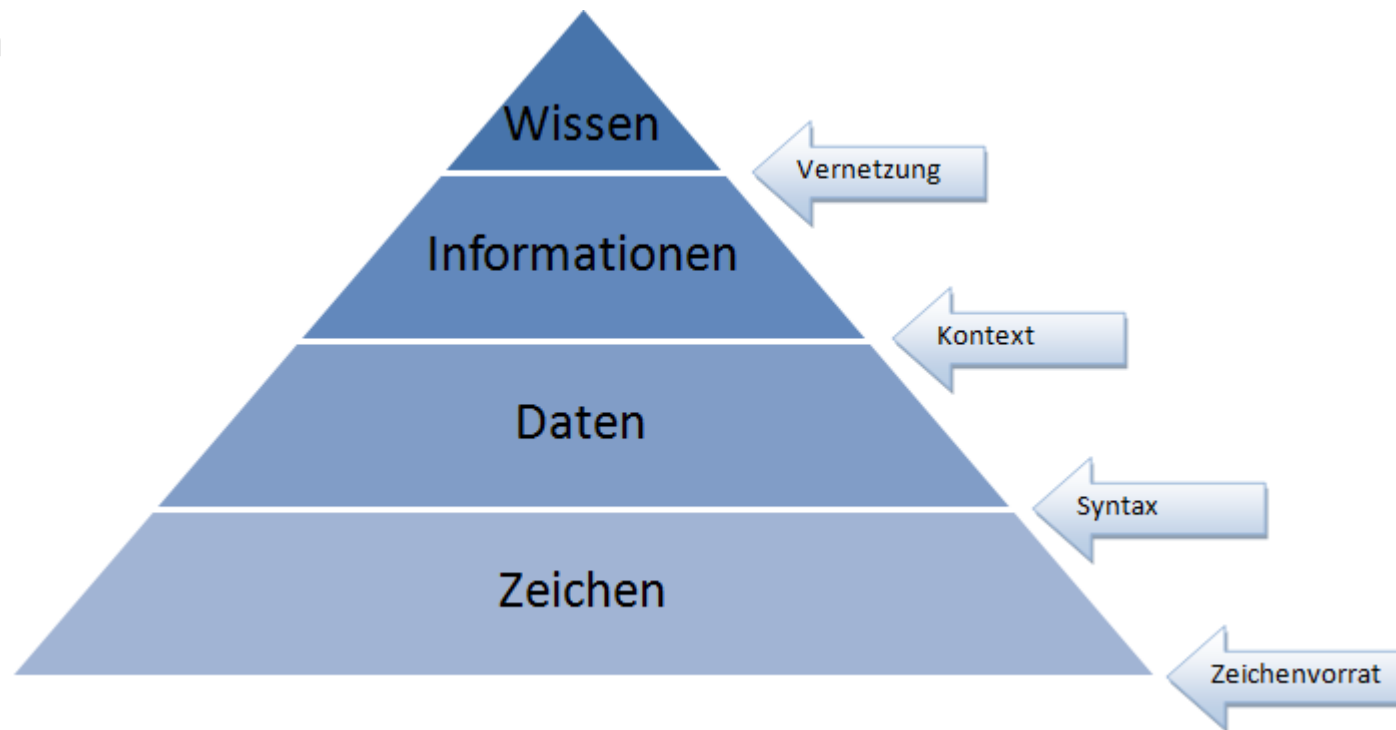 Wissen
Vernetzung
Informationen
Kontext
Daten
Syntax
Zeichen
Zeichenvorrat